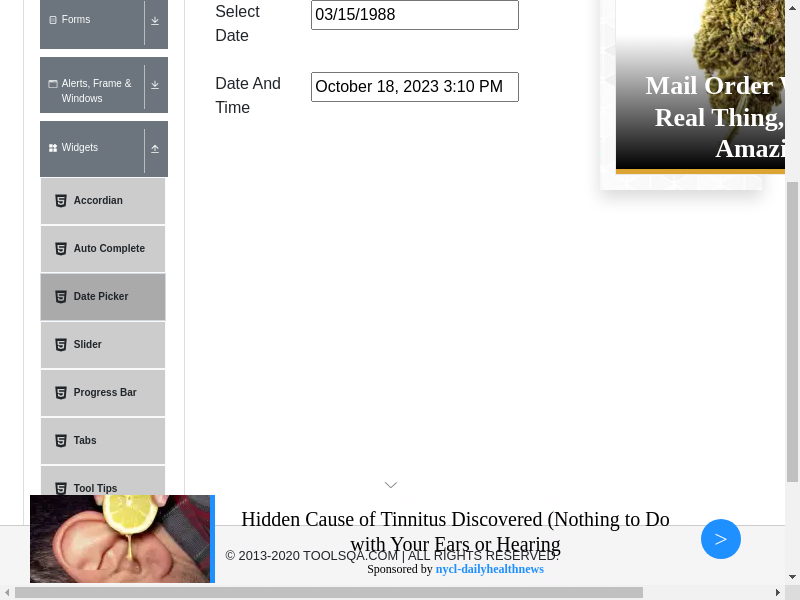 Forms
Alerts, Frame &
Windows
Widgets
Accordian
Auto Complete
Date Picker
Slider
Progress Bar
Tabs
Tool Tips
Select
Date
03/15/1988
Date And
Time
October 18, 2023 3:10 PM
Mail Order
Real Thing,
Amazi
Hidden Cause of Tinnitus Discovered (Nothing to Do
with Your Ears or Hearing
© 2013-2020 TOOLSQA.COM | ALL RIGHTS RESERVED.
Sponsored by nycl-dailyhealthnews
>